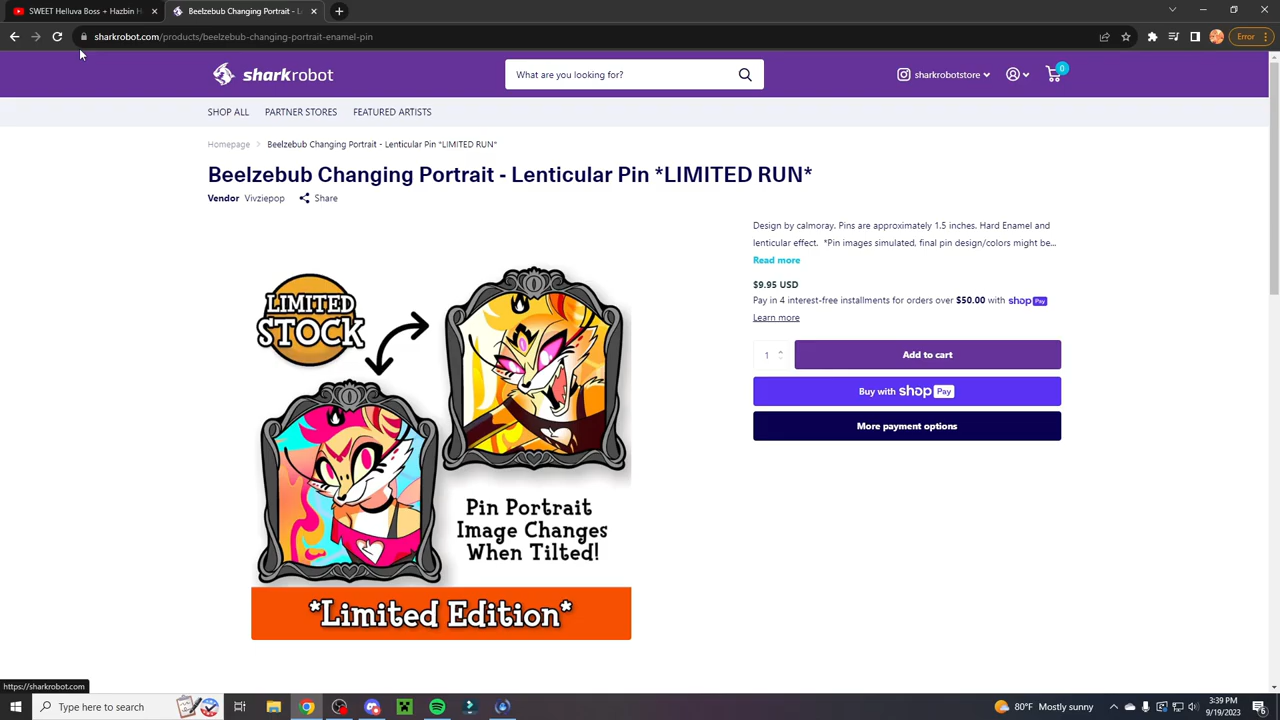 SWEET Helluva Boss + Hazbin H
Beelzebub Changing Portrait - L
sharkrobot.com/products/beelzebub-changing-portrait-enamel-pin
Error
sharkrobot
What are you looking for?
sharkrobotstore
0
SHOP ALL
PARTNER STORES
FEATURED ARTISTS
Homepage
Beelzebub Changing Portrait - Lenticular Pin *LIMITED RUN*
Beelzebub Changing Portrait - Lenticular Pin *LIMITED RUN*
Vendor Vivziepop
Share
Design by calmoray. Pins are approximately 1.5 inches. Hard Enamel and
lenticular effect. *Pin images simulated, final pin design/colors might be...
Read more
$9.95 USD
Pay in 4 interest-free installments for orders over $50.00 with shop Pay
Learn more
1
Add to cart
Buy with shop Pay
More payment options
LIMITED
STOCK
Pin Portrait
Image Changes
When Tilted!
*Limited Edition*
https://sharkrobot.com
Type here to search
80°F Mostly sunny
3:39 PM
9/19/2023
6